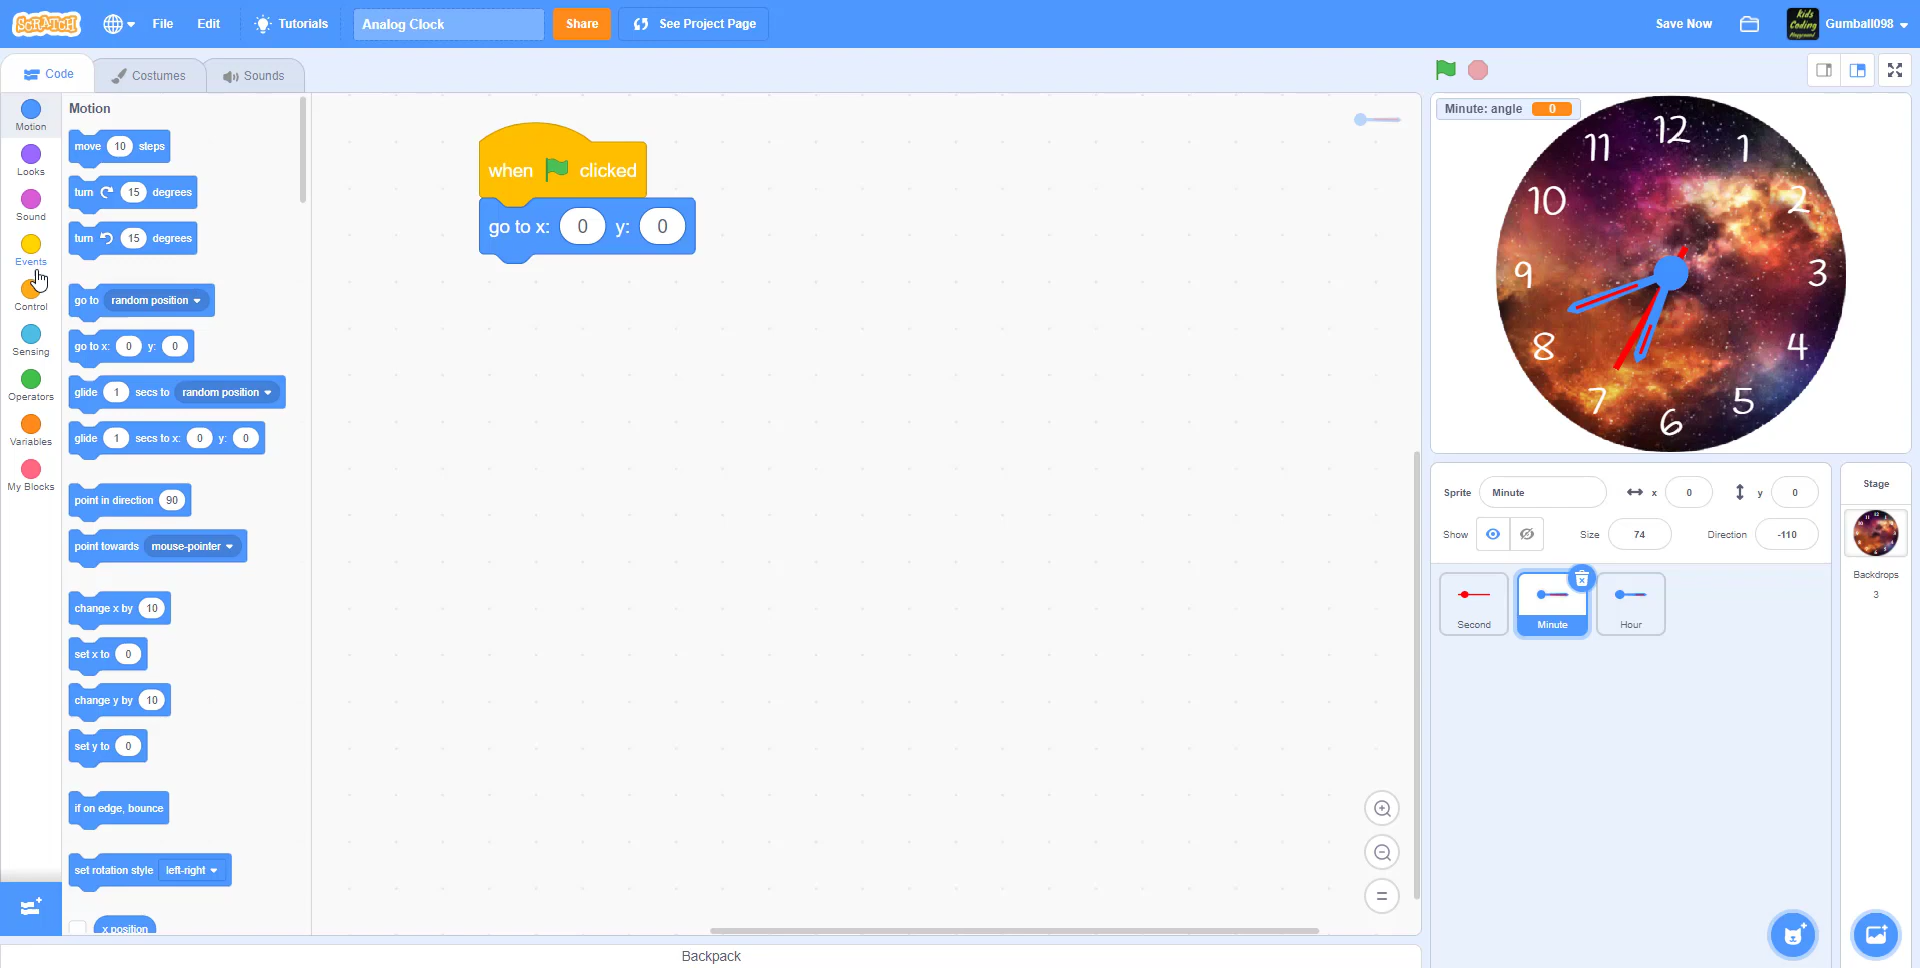 SCRATCH File Edit Tutorials Analog Clock Share See Project Page Save Now Kids Coding Playground Gumball098
Code Costumes Sounds
Motion
Looks
Sound
Events
Control
Sensing
Operators
Variables
My Blocks
Motion
move 10 steps
turn 15 degrees
turn 15 degrees
go to random position
go to x: 0 y: 0
glide 1 secs to random position
glide 1 secs to x: 0 y: 0
point in direction 90
point towards mouse-pointer
change x by 10
set x to 0
change y by 10
set y to 0
if on edge, bounce
set rotation style left-right
x position
when clicked
go to x: 0 y: 0
Backpack
Minute: angle 0
12
1
2
3
4
5
6
7
8
9
10
11
Sprite Minute x 0 y 0
Show Size 74 Direction -110
Second Minute Hour
Stage
Backdrops
3